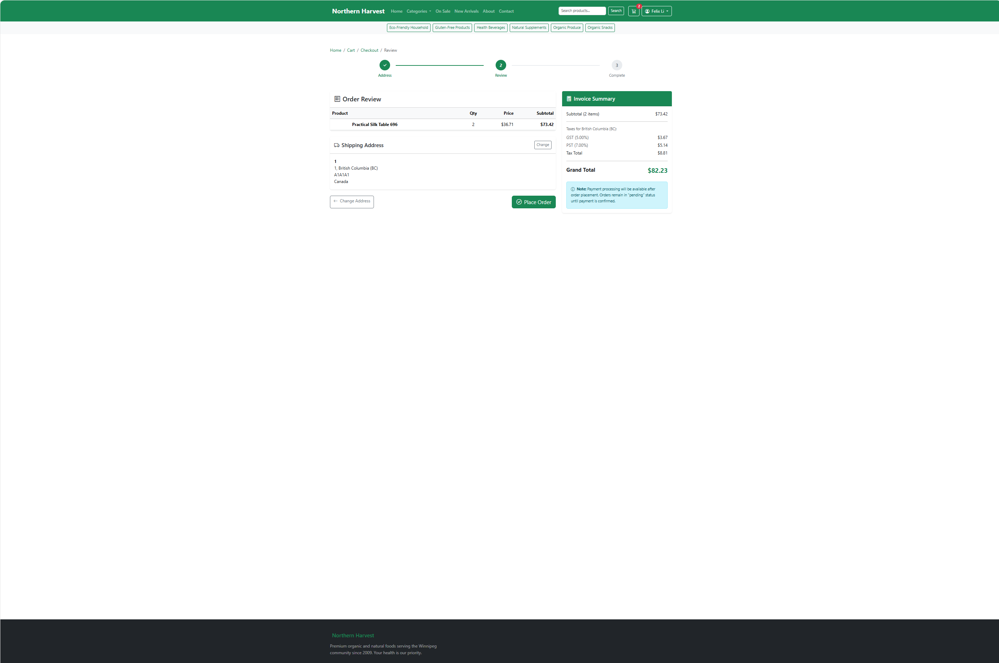 Northern Harvest Home Categories On Sale New Arrivals About Contact Search products... Search 2 Felix Li
Eco-Friendly Household Gluten-Free Products Health Beverages Natural Supplements Organic Produce Organic Snacks
Home / Cart / Checkout / Review
2 3
Address Review Complete
Order Review
Product Qty Price Subtotal
Practical Silk Table 696 2 $36.71 $73.42
Shipping Address Change
1
1, British Columbia (BC)
A1A1A1
Canada
Change Address Place Order
Invoice Summary
Subtotal (2 items) $73.42
Taxes for British Columbia (BC):
GST (5.00%) $3.67
PST (7.00%) $5.14
Tax Total $8.81
Grand Total $82.23
Note: Payment processing will be available after
order placement. Orders remain in "pending" status
until payment is confirmed.
Northern Harvest
Premium organic and natural foods serving the Winnipeg
community since 2009. Your health is our priority.